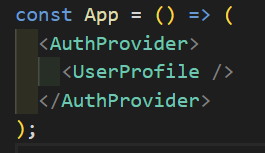 const App = () => (
  <AuthProvider>
    <UserProfile />
  </AuthProvider>
);